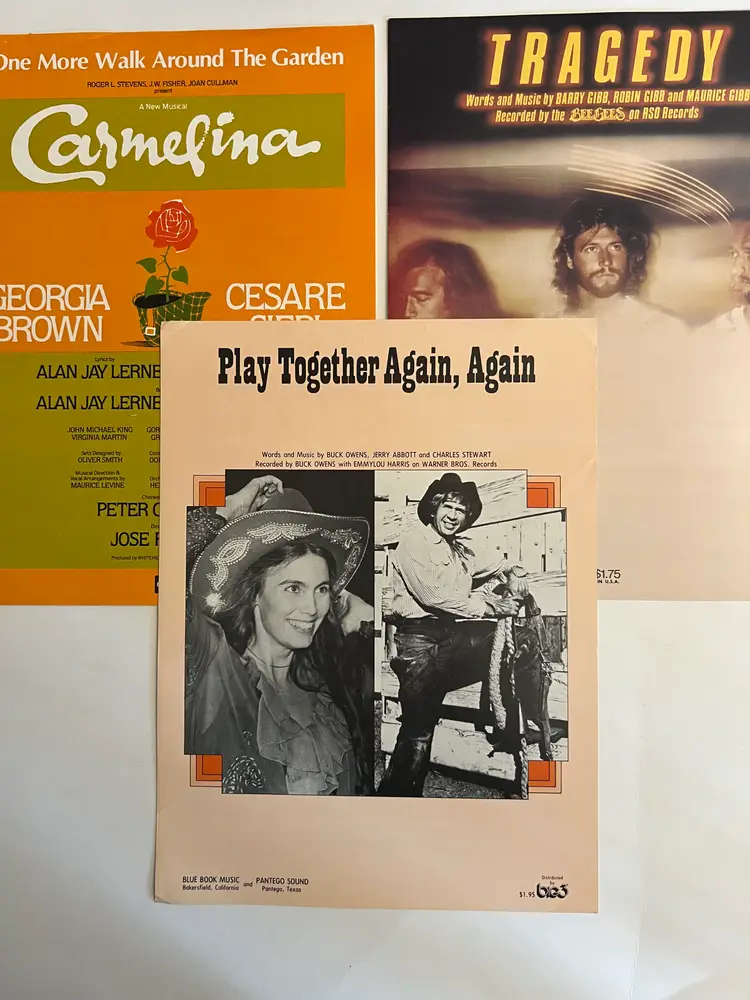 One More Walk Around The Garden
ROGER L. STEVENS, J.W. FISHER, JOAN CULLMAN
present
A New Musical
Carmelina
GEORGIA
BROWN
CESARE
SIEPI
Lyrics by
ALAN JAY LERNE
ALAN JAY LERNE
JOHN MICHAEL KING
VIRGINIA MARTIN
Sets Designed by
OLIVER SMITH
Musical Direction &
Vocal Arrangements by
MAURICE LEVINE
PETER
JOSE
TRAGEDY
Words and Music by BARRY GIBB, ROBIN GIBB and MAURICE GIBB
Recorded by the BEE GEES on RSO Records
$1.75
IN U.S.A.
Play Together Again, Again
Words and Music by BUCK OWENS, JERRY ABBOTT and CHARLES STEWART
Recorded by BUCK OWENS with EMMYLOU HARRIS on WARNER BROS. Records
BLUE BOOK MUSIC
Bakersfield, California
and
PANTEGO SOUND
Pantego, Texas
Distributed
by
$1.95 big3